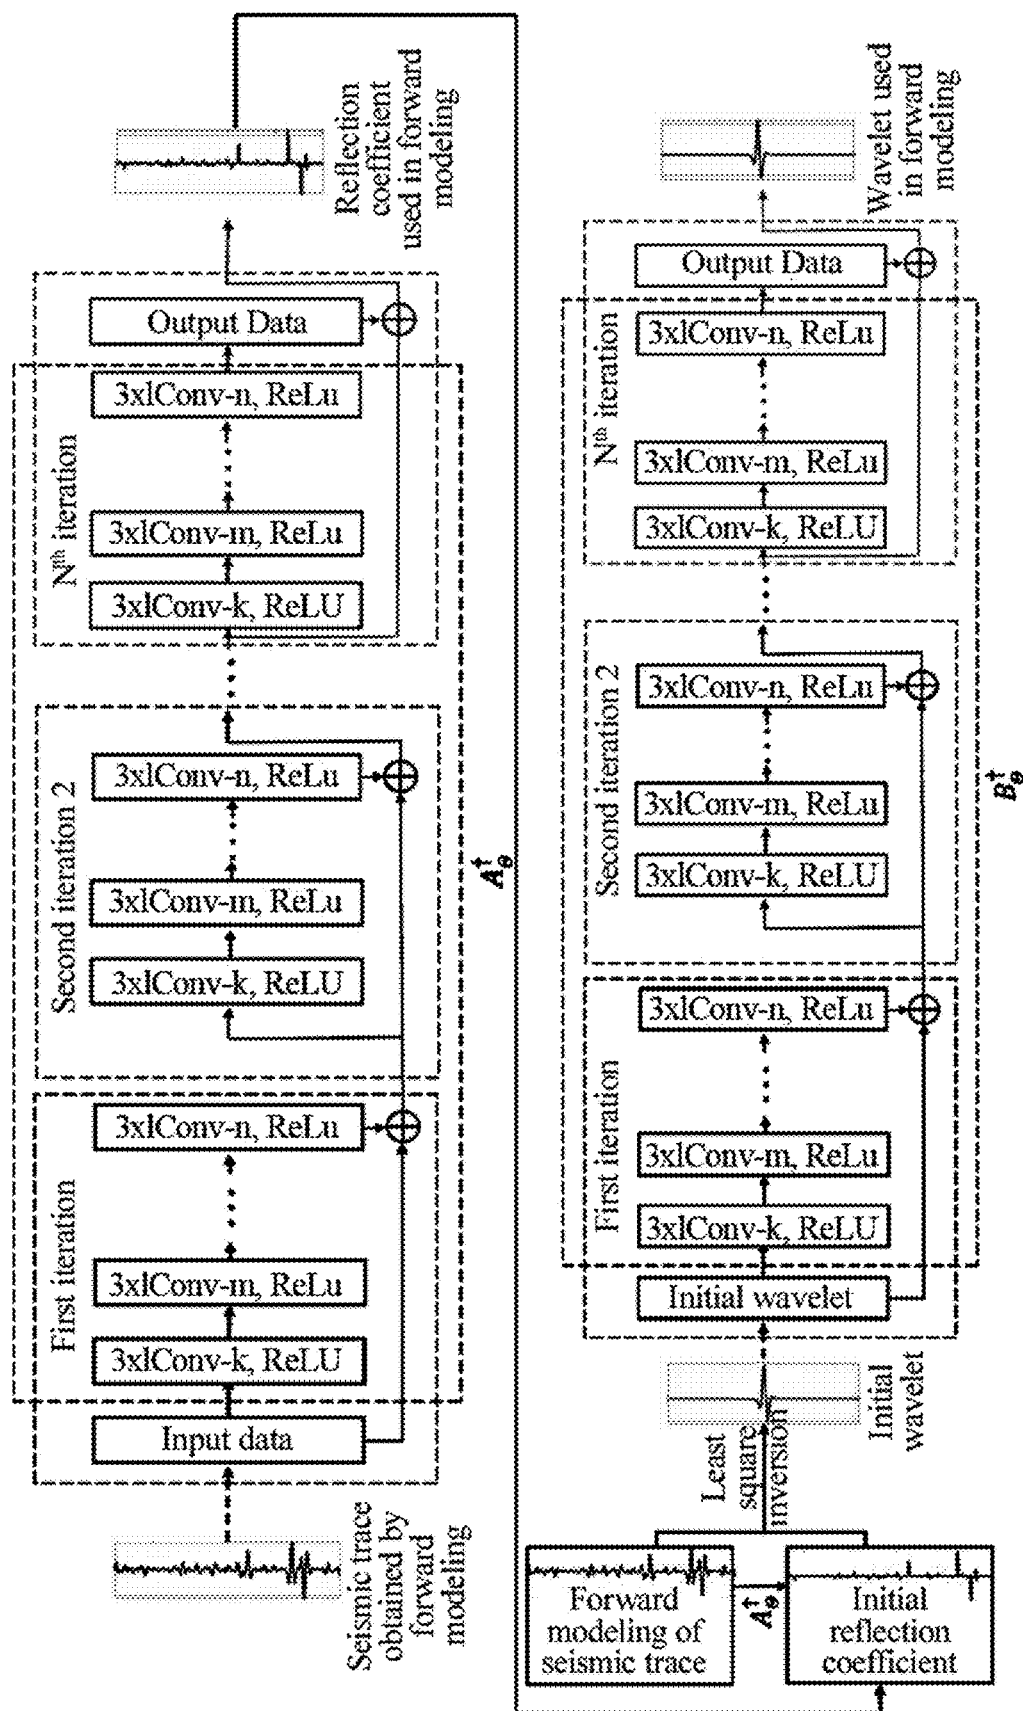 Reflection
coefficient
used in forward
modeling
Output Data
3xlConv-n, ReLu
3xlConv-m, ReLu
3xlConv-k, ReLU
Nth iteration
3xlConv-n, ReLu
3xlConv-m, ReLu
3xlConv-k, ReLU
Second iteration 2
3xlConv-n, ReLu
3xlConv-m, ReLu
3xlConv-k, ReLU
First iteration
Input data
Seismic trace
obtained by
forward
modeling
A†θ
Wavelet used
in forward
modeling
Output Data
3xlConv-n, ReLu
3xlConv-m, ReLu
3xlConv-k, ReLU
Nth iteration
3xlConv-n, ReLu
3xlConv-m, ReLu
3xlConv-k, ReLU
Second iteration 2
3xlConv-n, ReLu
3xlConv-m, ReLu
3xlConv-k, ReLU
First iteration
Initial wavelet
B†θ
Initial
wavelet
Least
square
inversion
Forward
modeling of
seismic trace
A†θ
Initial
reflection
coefficient